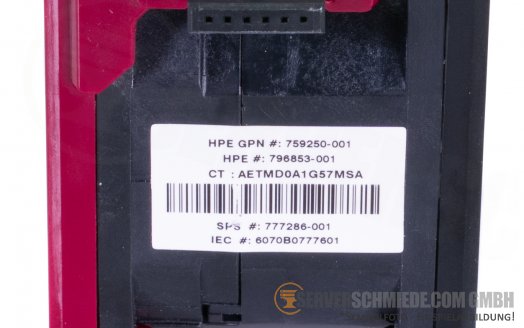 HPE GPN #: 759250-001
HPE #: 796853-001
CT : AETMD0A1G57MSA
SPS #: 777286-001
IEC #: 6070B0777601
SERVERSCHMIEDE.COM GMBH